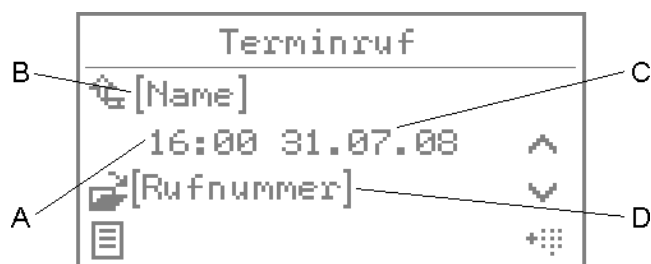 Terminruf
B
[Name]
C
16:00 31.07.08
[Rufnummer]
A
D